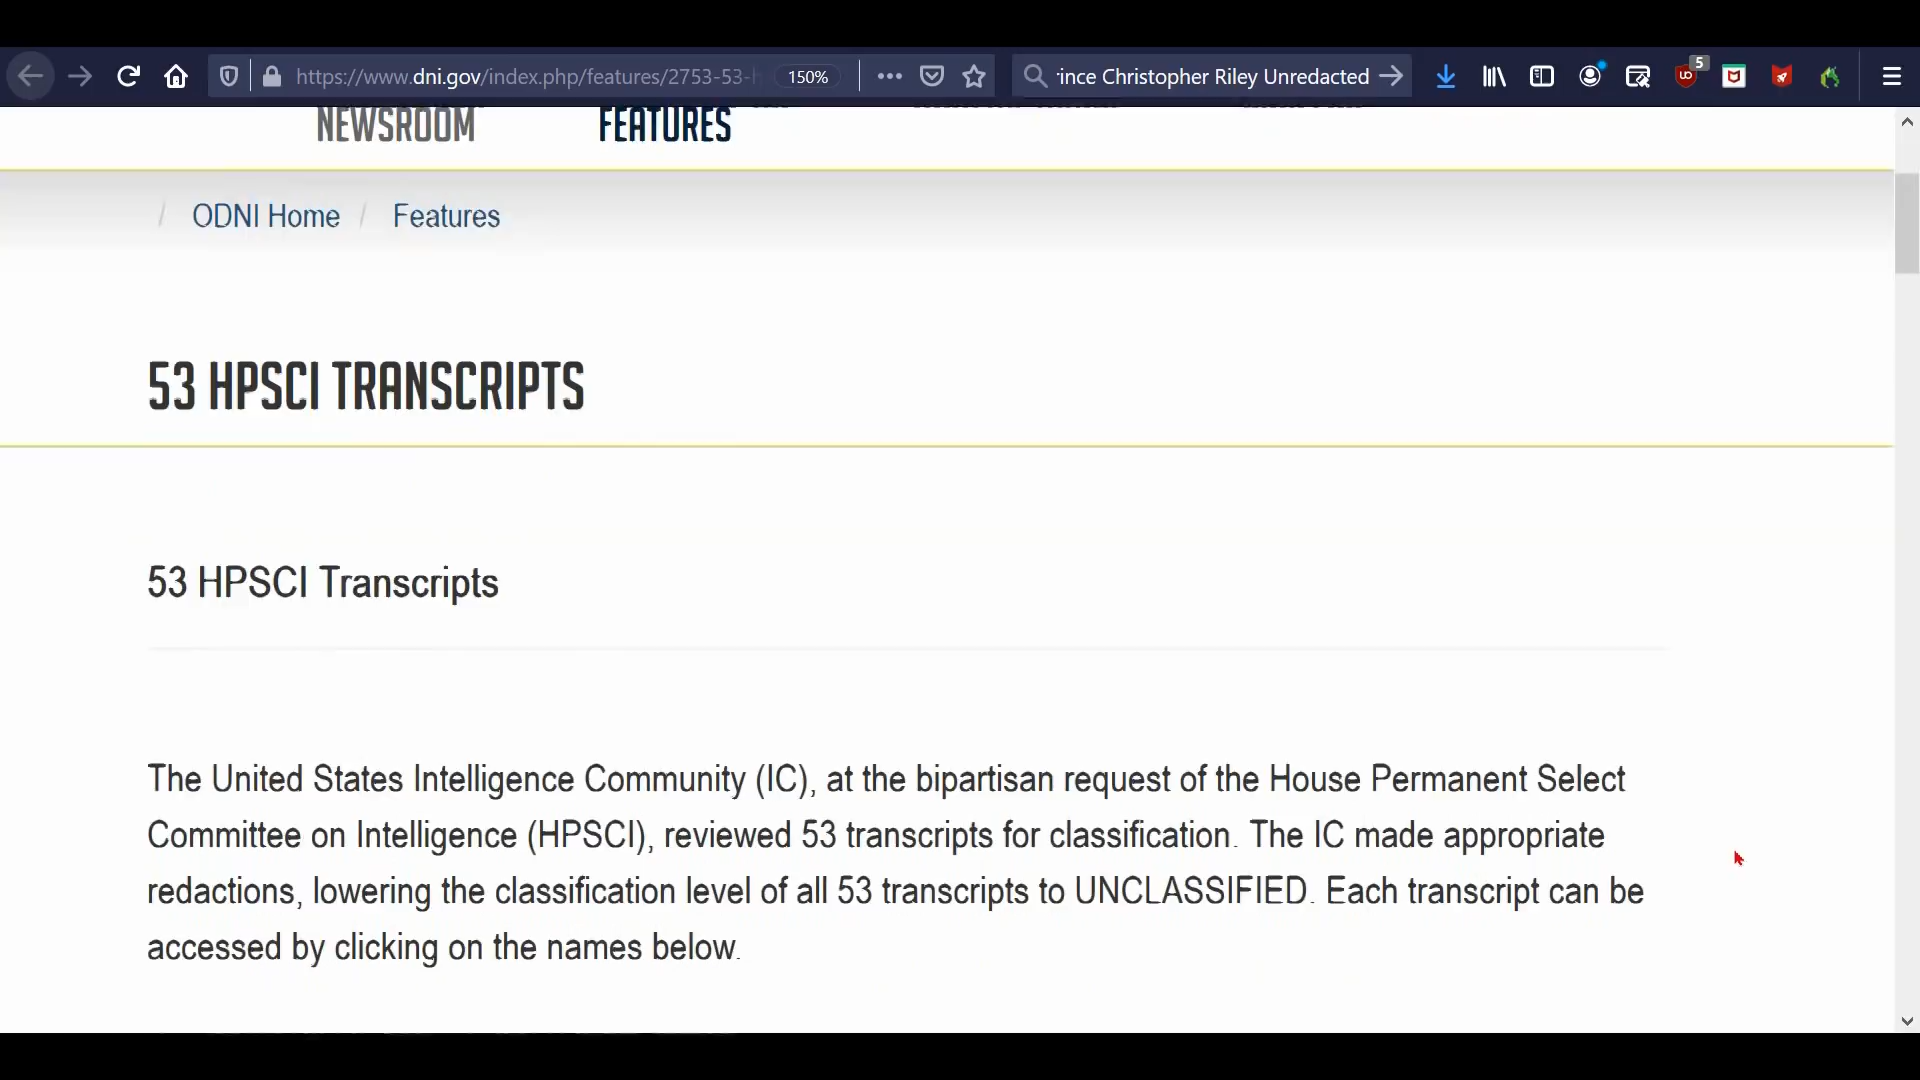 https://www.dni.gov/index.php/features/2753-53-h
150%
ince Christopher Riley Unredacted
5
NEWSROOM
FEATURES
/ ODNI Home / Features
53 HPSCI TRANSCRIPTS
53 HPSCI Transcripts
The United States Intelligence Community (IC), at the bipartisan request of the House Permanent Select
Committee on Intelligence (HPSCI), reviewed 53 transcripts for classification. The IC made appropriate
redactions, lowering the classification level of all 53 transcripts to UNCLASSIFIED. Each transcript can be
accessed by clicking on the names below.